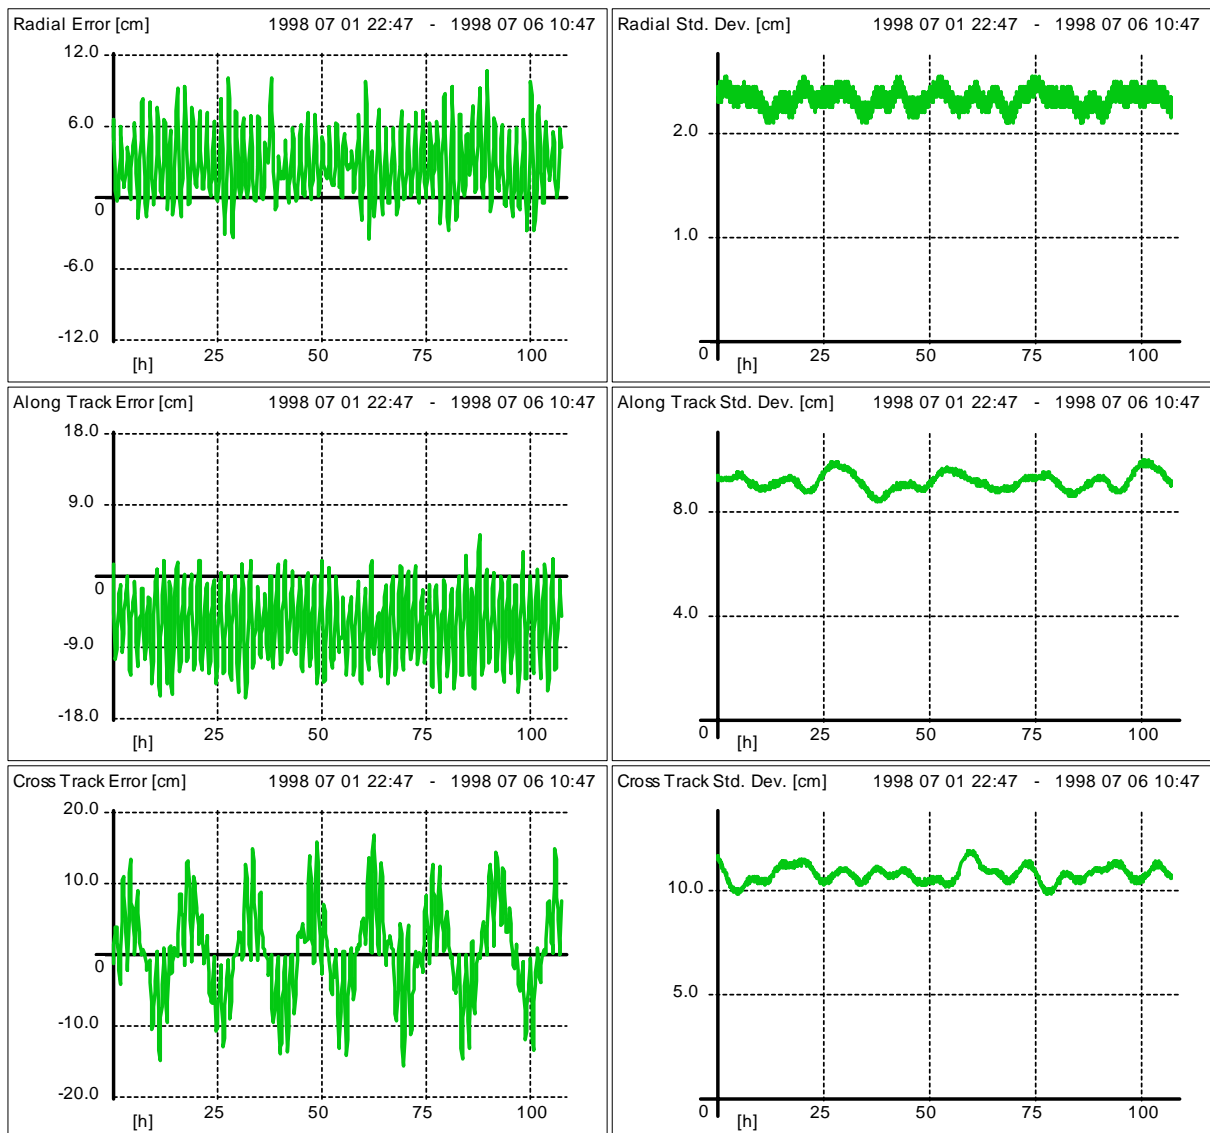 Radial Error [cm] 1998 07 01 22:47 - 1998 07 06 10:47
12.0
6.0
0
-6.0
-12.0
25 50 75 100
[h]
Radial Std. Dev. [cm] 1998 07 01 22:47 - 1998 07 06 10:47
2.0
1.0
0
25 50 75 100
[h]
Along Track Error [cm] 1998 07 01 22:47 - 1998 07 06 10:47
18.0
9.0
0
-9.0
-18.0
25 50 75 100
[h]
Along Track Std. Dev. [cm] 1998 07 01 22:47 - 1998 07 06 10:47
8.0
4.0
0
25 50 75 100
[h]
Cross Track Error [cm] 1998 07 01 22:47 - 1998 07 06 10:47
20.0
10.0
0
-10.0
-20.0
25 50 75 100
[h]
Cross Track Std. Dev. [cm] 1998 07 01 22:47 - 1998 07 06 10:47
10.0
5.0
0
25 50 75 100
[h]